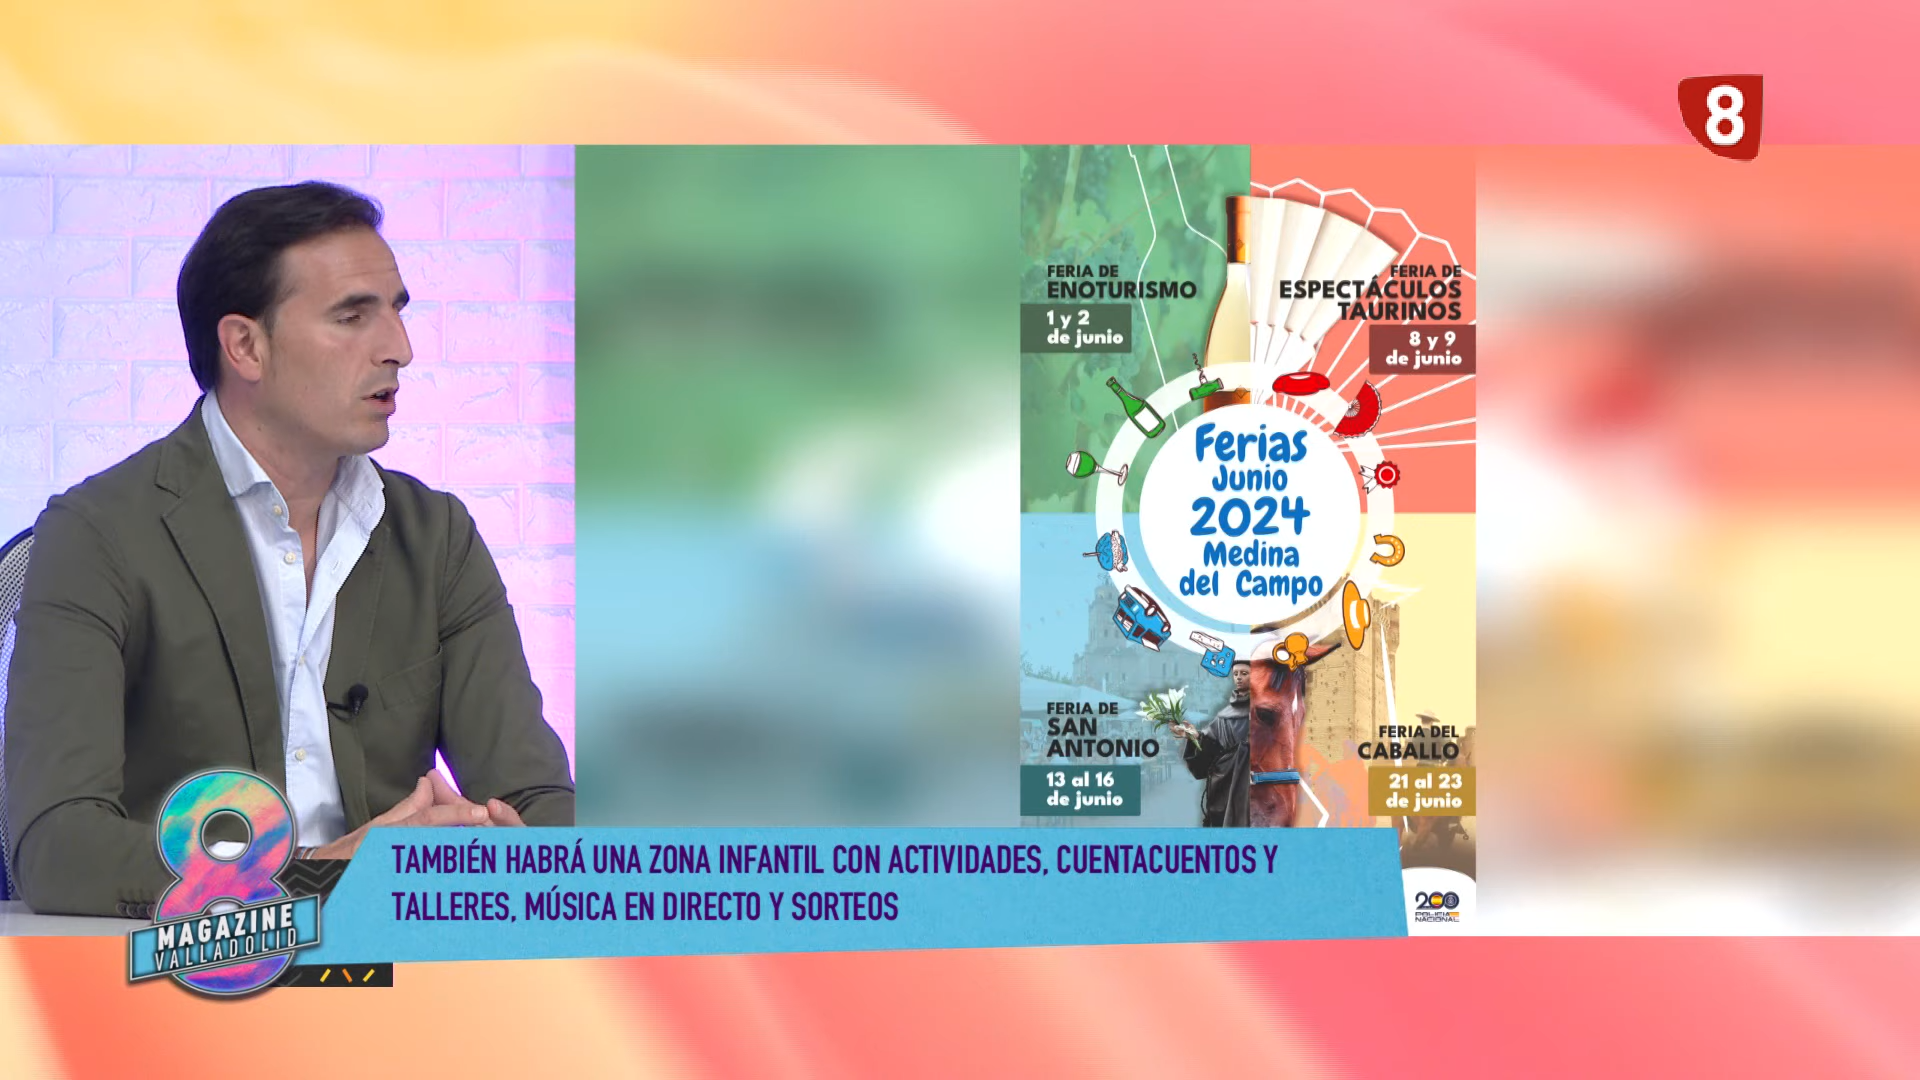 8
FERIA DE
ENOTURISMO
1 y 2
de junio
FERIA DE
ESPECTÁCULOS
TAURINOS
8 y 9
de junio
Ferias
Junio
2024
Medina
del Campo
FERIA DE
SAN
ANTONIO
13 al 16
de junio
FERIA DEL
CABALLO
21 al 23
de junio
200
POLICIA
NACIONAL
TAMBIÉN HABRÁ UNA ZONA INFANTIL CON ACTIVIDADES, CUENTACUENTOS Y
TALLERES, MÚSICA EN DIRECTO Y SORTEOS
8
MAGAZINE
VALLADOLID